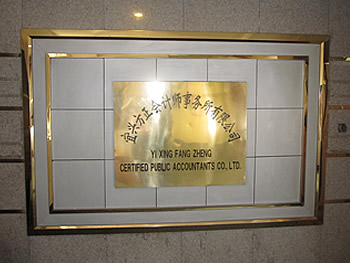 宜兴方正会计师事务所有限公司
YI XING FANG ZHENG
CERTIFIED PUBLIC ACCOUNTANTS CO., LTD.